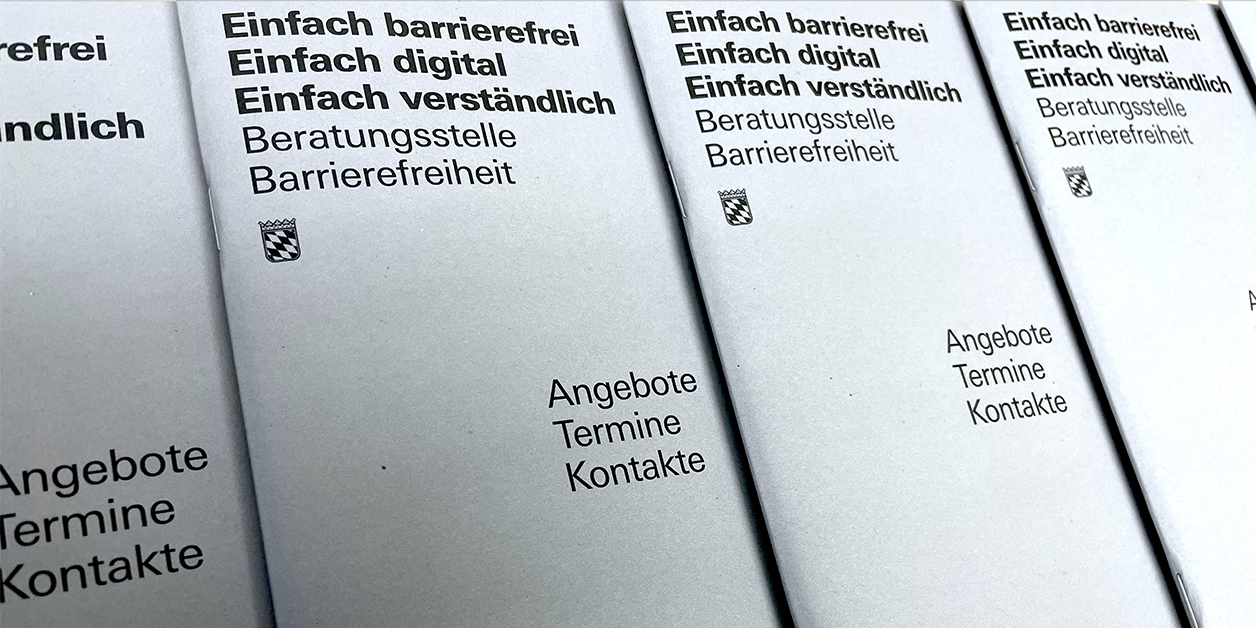 refrei
ndlich
Angebote
Termine
Kontakte
Einfach barrierefrei
Einfach digital
Einfach verständlich
Beratungsstelle
Barrierefreiheit
Angebote
Termine
Kontakte
Einfach barrierefrei
Einfach digital
Einfach verständlich
Beratungsstelle
Barrierefreiheit
Angebote
Termine
Kontakte
Einfach barrierefrei
Einfach digital
Einfach verständlich
Beratungsstelle
Barrierefreiheit
A